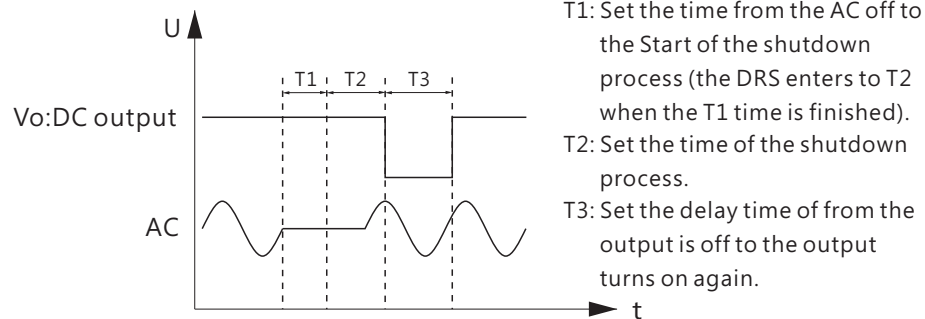 U
T1 T2 T3
Vo:DC output
AC
t
T1: Set the time from the AC off to
the Start of the shutdown
process (the DRS enters to T2
when the T1 time is finished).
T2: Set the time of the shutdown
process.
T3: Set the delay time of from the
output is off to the output
turns on again.